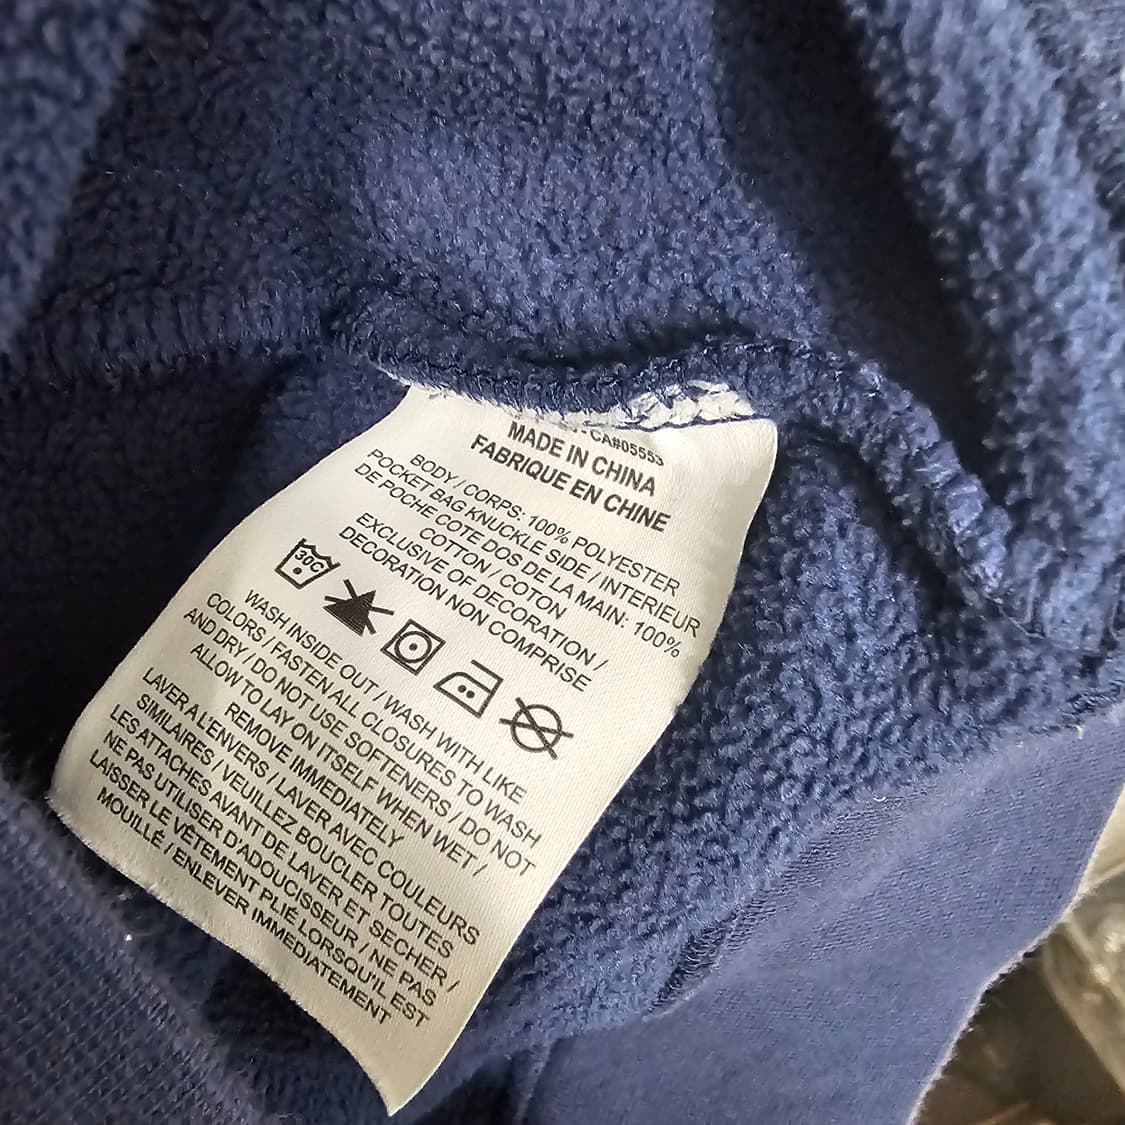 CA#05553
MADE IN CHINA
FABRIQUE EN CHINE
BODY / CORPS: 100% POLYESTER
POCKET BAG KNUCKLE SIDE / INTERIEUR
DE POCHE COTE DOS DE LA MAIN: 100%
COTTON / COTON
EXCLUSIVE OF DECORATION /
DECORATION NON COMPRISE
30C
WASH INSIDE OUT / WASH WITH LIKE
COLORS / FASTEN ALL CLOSURES TO WASH
AND DRY / DO NOT USE SOFTENERS / DO NOT
ALLOW TO LAY ON ITSELF WHEN WET /
REMOVE IMMEDIATELY
LAVER A L'ENVERS / LAVER AVEC COULEURS
SIMILAIRES / VEUILLEZ BOUCLER TOUTES
LES ATTACHES AVANT DE LAVER ET SECHER /
NE PAS UTILISER D'ADOUCISSEUR / NE PAS
LAISSER LE VÊTEMENT PLIÉ LORSQU'IL EST
MOUILLÉ / ENLEVER IMMEDIATEMENT